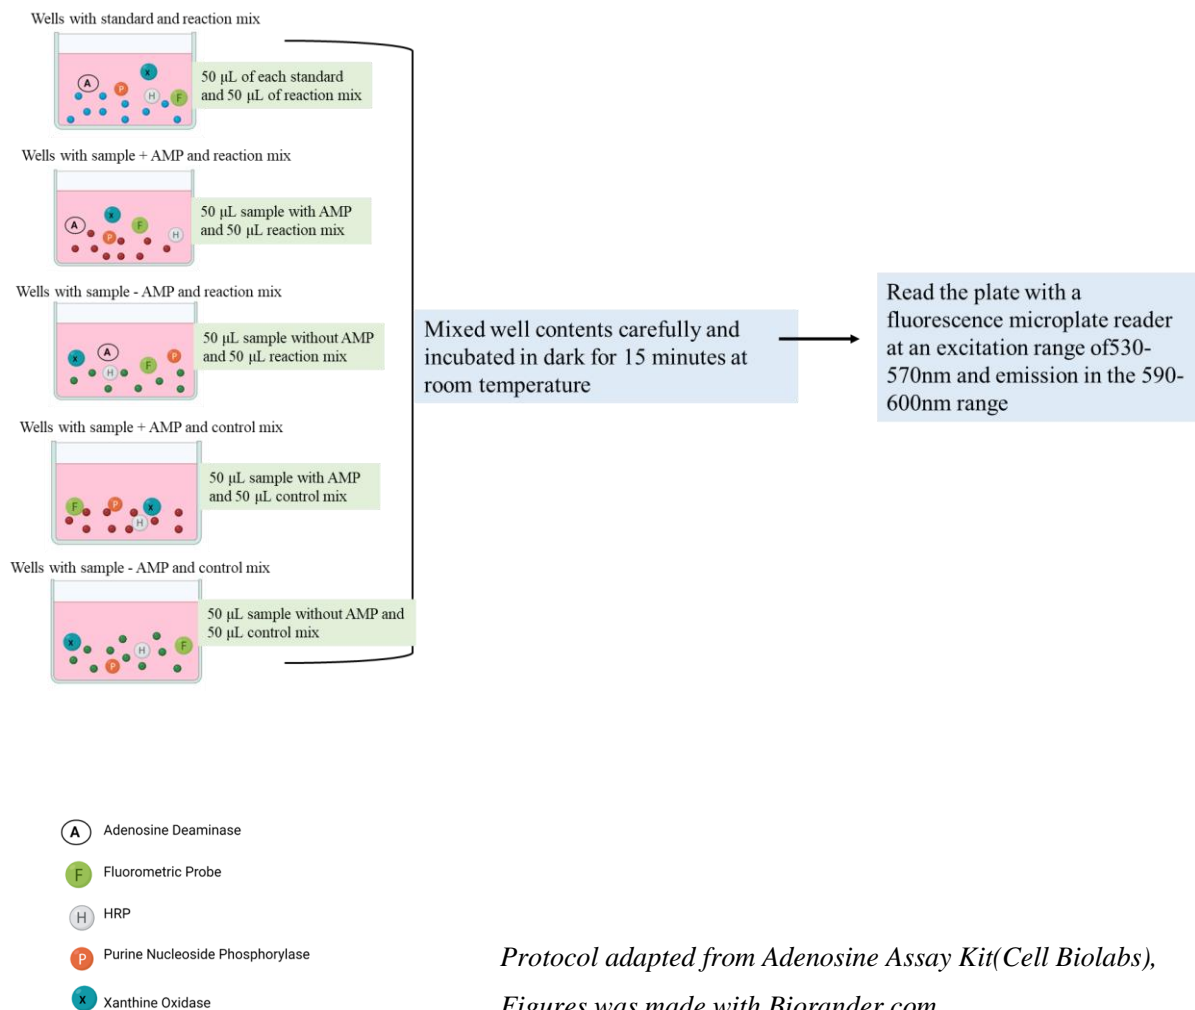 Wells with standard and reaction mix
A
P
X
H
F
50 µL of each standard
and 50 µL of reaction mix
Wells with sample + AMP and reaction mix
A
X
P
F
H
50 µL sample with AMP
and 50 µL reaction mix
Wells with sample - AMP and reaction mix
X
A
H
F
P
50 µL sample without AMP
and 50 µL reaction mix
Wells with sample + AMP and control mix
F
P
X
H
50 µL sample with AMP
and 50 µL control mix
Wells with sample - AMP and control mix
X
P
H
F
50 µL sample without AMP and
50 µL control mix
Mixed well contents carefully and
incubated in dark for 15 minutes at
room temperature
Read the plate with a
fluorescence microplate reader
at an excitation range of530-
570nm and emission in the 590-
600nm range
A Adenosine Deaminase
F Fluorometric Probe
H HRP
P Purine Nucleoside Phosphorylase
X Xanthine Oxidase
Protocol adapted from Adenosine Assay Kit(Cell Biolabs),
Figures was made with Biorander.com